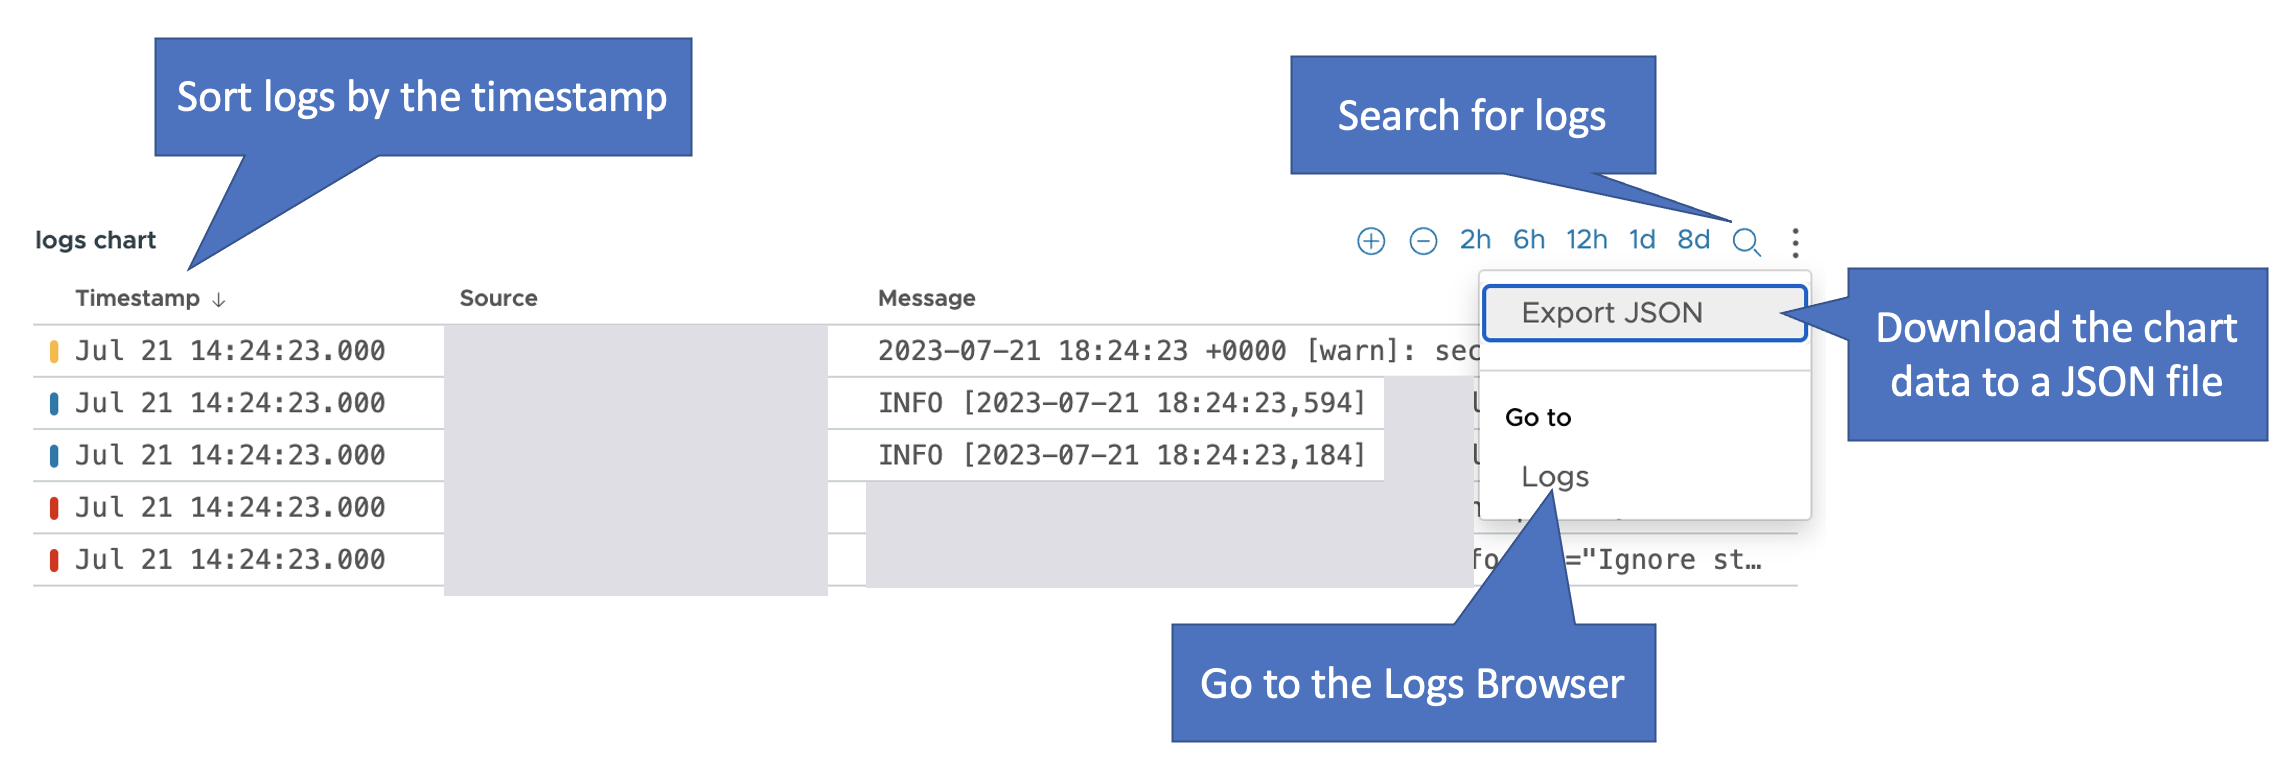 Sort logs by the timestamp
Search for logs
logs chart
2h 6h 12h 1d 8d
Timestamp ↓ Source Message
Export JSON
Download the chart
data to a JSON file
Jul 21 14:24:23.000 2023-07-21 18:24:23 +0000 [warn]:
Jul 21 14:24:23.000 INFO [2023-07-21 18:24:23,594]
Go to
Jul 21 14:24:23.000 INFO [2023-07-21 18:24:23,184]
Logs
Jul 21 14:24:23.000
Jul 21 14:24:23.000 ="Ignore st…
Go to the Logs Browser